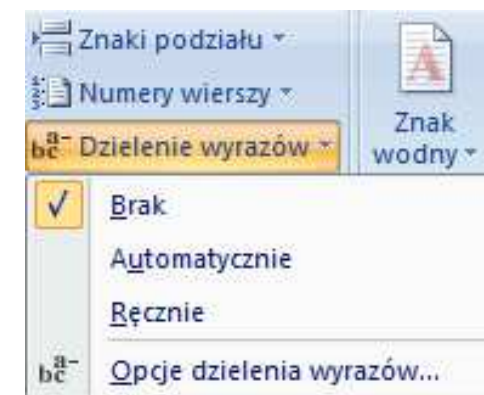 Znaki podziału
Numery wierszy
Dzielenie wyrazów
Znak
wodny
Brak
Automatycznie
Ręcznie
Opcje dzielenia wyrazów...